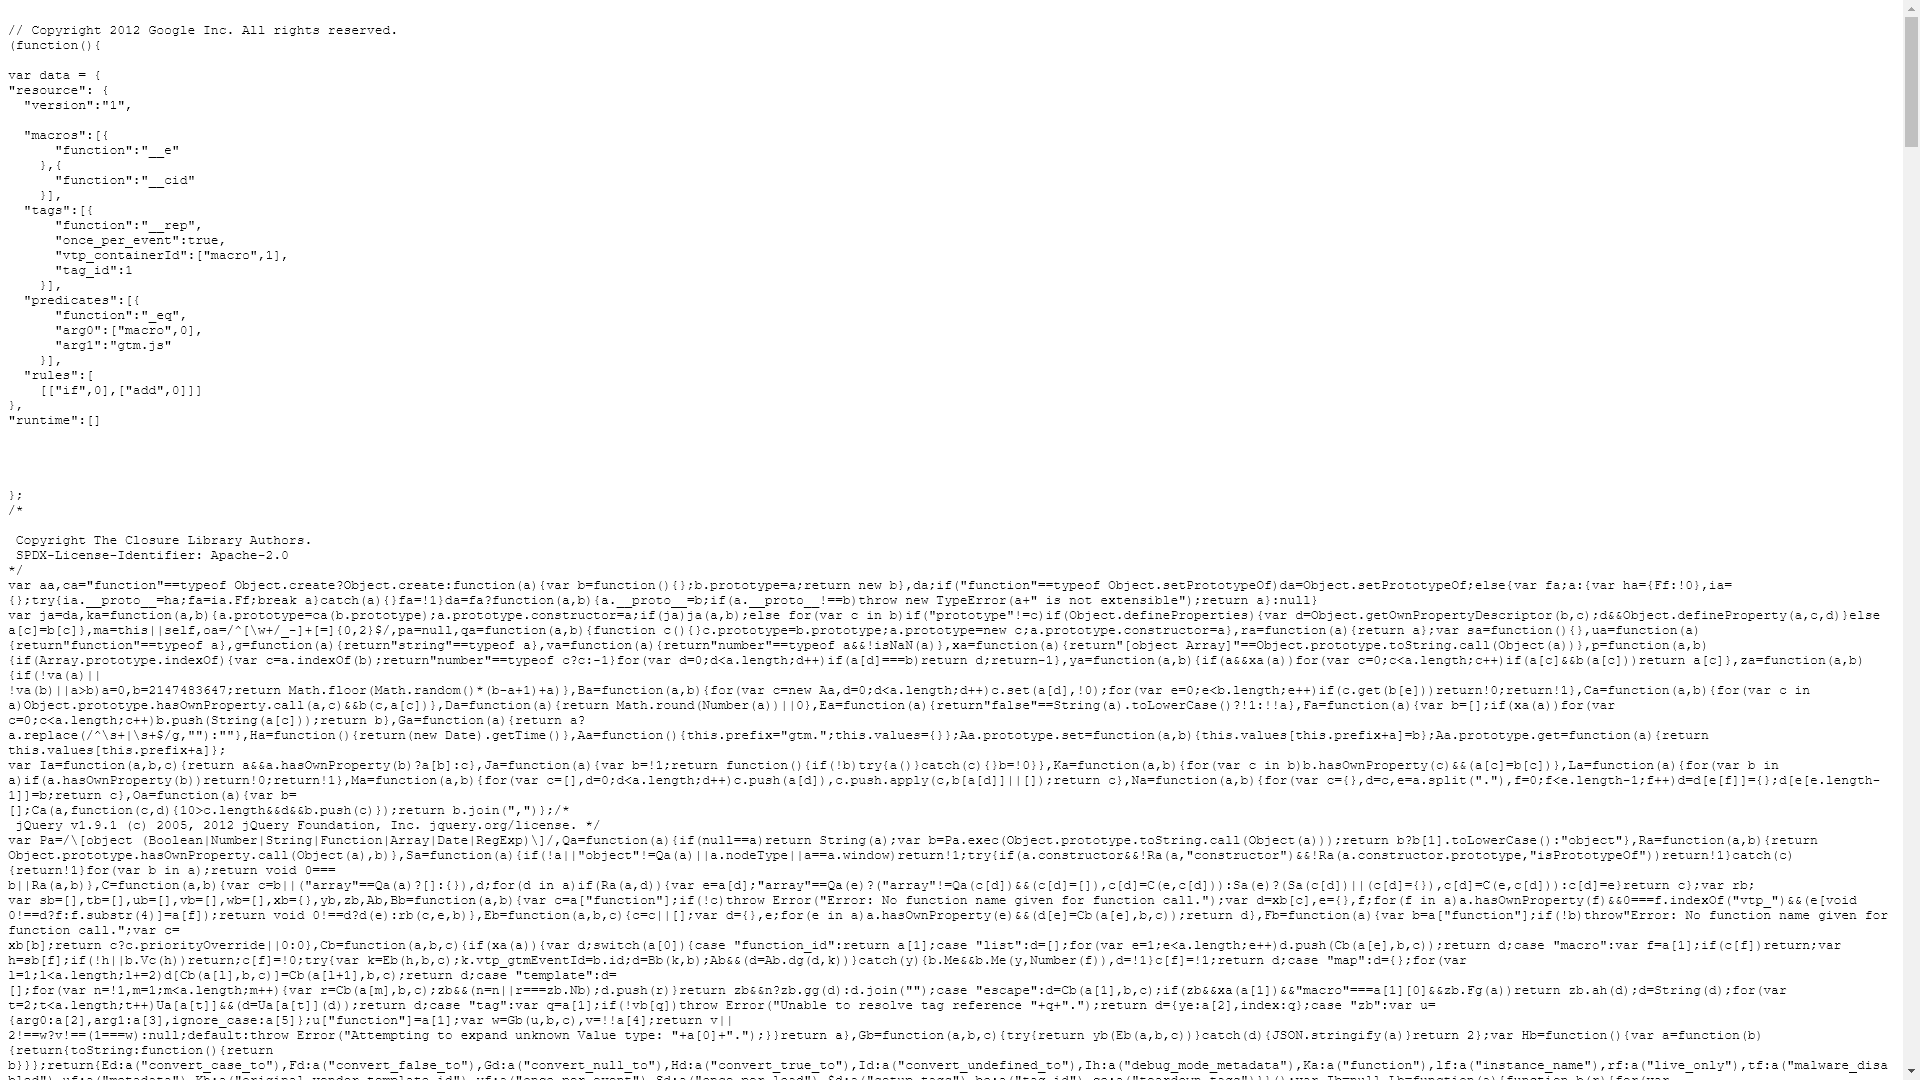 // Copyright 2012 Google Inc. All rights reserved.
(function(){
var data = {
"resource": {
"version":"1",
"macros":[{
"function":"__e"
},{
"function":"__cid"
}],
"tags":[{
"function":"__rep",
"once_per_event":true,
"vtp_containerId":["macro",1],
"tag_id":1
}],
"predicates":[{
"function":"_eq",
"arg0":["macro",0],
"arg1":"gtm.js"
}],
"rules":[
[["if",0],["add",0]]]
},
"runtime":[]
};
/*
Copyright The Closure Library Authors.
SPDX-License-Identifier: Apache-2.0
*/
var aa,ca="function"==typeof Object.create?Object.create:function(a){var b=function(){};b.prototype=a;return new b},da;if("function"==typeof Object.setPrototypeOf)da=Object.setPrototypeOf;else{var fa;a:{var ha={Ff:!0},ia=
{};try{ia.__proto__=ha;fa=ia.Ff;break a}catch(a){}fa=!1}da=fa?function(a,b){a.__proto__=b;if(a.__proto__!==b)throw new TypeError(a+" is not extensible");return a}:null}
var ja=da,ka=function(a,b){a.prototype=ca(b.prototype);a.prototype.constructor=a;if(ja)ja(a,b);else for(var c in b)if("prototype"!=c)if(Object.defineProperties){var d=Object.getOwnPropertyDescriptor(b,c);d&&Object.defineProperty(a,c,d)}else
a[c]=b[c]},ma=this||self,oa=/^[\w+/_-]+[=]{0,2}$/,pa=null,qa=function(a,b){function c(){}c.prototype=b.prototype;a.prototype=new c;a.prototype.constructor=a},ra=function(a){return a};var sa=function(){},ua=function(a)
{return"function"==typeof a},g=function(a){return"string"==typeof a},va=function(a){return"number"==typeof a&&!isNaN(a)},xa=function(a){return"[object Array]"==Object.prototype.toString.call(Object(a))},p=function(a,b)
{if(Array.prototype.indexOf){var c=a.indexOf(b);return"number"==typeof c?c:-1}for(var d=0;d<a.length;d++)if(a[d]===b)return d;return-1},ya=function(a,b){if(a&&xa(a))for(var c=0;c<a.length;c++)if(a[c]&&b(a[c]))return a[c]},za=function(a,b)
{if(!va(a)||
!va(b)||a>b)a=0,b=2147483647;return Math.floor(Math.random()*(b-a+1)+a)},Ba=function(a,b){for(var c=new Aa,d=0;d<a.length;d++)c.set(a[d],!0);for(var e=0;e<b.length;e++)if(c.get(b[e]))return!0;return!1},Ca=function(a,b){for(var c in
a)Object.prototype.hasOwnProperty.call(a,c)&&b(c,a[c])},Da=function(a){return Math.round(Number(a))||0},Ea=function(a){return"false"==String(a).toLowerCase()?!1:!!a},Fa=function(a){var b=[];if(xa(a))for(var
c=0;c<a.length;c++)b.push(String(a[c]));return b},Ga=function(a){return a?
a.replace(/^\s+|\s+$/g,""):""},Ha=function(){return(new Date).getTime()},Aa=function(){this.prefix="gtm.";this.values={}};Aa.prototype.set=function(a,b){this.values[this.prefix+a]=b};Aa.prototype.get=function(a){return
this.values[this.prefix+a]};
var Ia=function(a,b,c){return a&&a.hasOwnProperty(b)?a[b]:c},Ja=function(a){var b=!1;return function(){if(!b)try{a()}catch(c){}b=!0}},Ka=function(a,b){for(var c in b)b.hasOwnProperty(c)&&(a[c]=b[c])},La=function(a){for(var b in
a)if(a.hasOwnProperty(b))return!0;return!1},Ma=function(a,b){for(var c=[],d=0;d<a.length;d++)c.push(a[d]),c.push.apply(c,b[a[d]]||[]);return c},Na=function(a,b){for(var c={},d=c,e=a.split("."),f=0;f<e.length-1;f++)d=d[e[f]]={};d[e[e.length-
1]]=b;return c},Oa=function(a){var b=
[];Ca(a,function(c,d){10>c.length&&d&&b.push(c)});return b.join(",")};/*
jQuery v1.9.1 (c) 2005, 2012 jQuery Foundation, Inc. jquery.org/license. */
var Pa=/\[object (Boolean|Number|String|Function|Array|Date|RegExp)\]/,Qa=function(a){if(null==a)return String(a);var b=Pa.exec(Object.prototype.toString.call(Object(a)));return b?b[1].toLowerCase():"object"},Ra=function(a,b){return
Object.prototype.hasOwnProperty.call(Object(a),b)},Sa=function(a){if(!a||"object"!=Qa(a)||a.nodeType||a==a.window)return!1;try{if(a.constructor&&!Ra(a,"constructor")&&!Ra(a.constructor.prototype,"isPrototypeOf"))return!1}catch(c)
{return!1}for(var b in a);return void 0===
b||Ra(a,b)},C=function(a,b){var c=b||("array"==Qa(a)?[]:{}),d;for(d in a)if(Ra(a,d)){var e=a[d];"array"==Qa(e)?("array"!=Qa(c[d])&&(c[d]=[]),c[d]=C(e,c[d])):Sa(e)?(Sa(c[d])||(c[d]={}),c[d]=C(e,c[d])):c[d]=e}return c};var rb;
var sb=[],tb=[],ub=[],vb=[],wb=[],xb={},yb,zb,Ab,Bb=function(a,b){var c=a["function"];if(!c)throw Error("Error: No function name given for function call.");var d=xb[c],e={},f;for(f in a)a.hasOwnProperty(f)&&0===f.indexOf("vtp_")&&(e[void
0!==d?f:f.substr(4)]=a[f]);return void 0!==d?d(e):rb(c,e,b)},Eb=function(a,b,c){c=c||[];var d={},e;for(e in a)a.hasOwnProperty(e)&&(d[e]=Cb(a[e],b,c));return d},Fb=function(a){var b=a["function"];if(!b)throw"Error: No function name given for
function call.";var c=
xb[b];return c?c.priorityOverride||0:0},Cb=function(a,b,c){if(xa(a)){var d;switch(a[0]){case "function_id":return a[1];case "list":d=[];for(var e=1;e<a.length;e++)d.push(Cb(a[e],b,c));return d;case "macro":var f=a[1];if(c[f])return;var
h=sb[f];if(!h||b.Vc(h))return;c[f]=!0;try{var k=Eb(h,b,c);k.vtp_gtmEventId=b.id;d=Bb(k,b);Ab&&(d=Ab.dg(d,k))}catch(y){b.Me&&b.Me(y,Number(f)),d=!1}c[f]=!1;return d;case "map":d={};for(var
l=1;l<a.length;l+=2)d[Cb(a[l],b,c)]=Cb(a[l+1],b,c);return d;case "template":d=
[];for(var n=!1,m=1;m<a.length;m++){var r=Cb(a[m],b,c);zb&&(n=n||r===zb.Nb);d.push(r)}return zb&&n?zb.gg(d):d.join("");case "escape":d=Cb(a[1],b,c);if(zb&&xa(a[1])&&"macro"===a[1][0]&&zb.Fg(a))return zb.ah(d);d=String(d);for(var
t=2;t<a.length;t++)Ua[a[t]]&&(d=Ua[a[t]](d));return d;case "tag":var q=a[1];if(!vb[q])throw Error("Unable to resolve tag reference "+q+".");return d={ye:a[2],index:q};case "zb":var u=
{arg0:a[2],arg1:a[3],ignore_case:a[5]};u["function"]=a[1];var w=Gb(u,b,c),v=!!a[4];return v||
2!==w?v!==(1===w):null;default:throw Error("Attempting to expand unknown Value type: "+a[0]+".");}}return a},Gb=function(a,b,c){try{return yb(Eb(a,b,c))}catch(d){JSON.stringify(a)}return 2};var Hb=function(){var a=function(b)
{return{toString:function(){return
b}}};return{Ed:a("convert_case_to"),Fd:a("convert_false_to"),Gd:a("convert_null_to"),Hd:a("convert_true_to"),Id:a("convert_undefined_to"),Ih:a("debug_mode_metadata"),Ka:a("function"),lf:a("instance_name"),rf:a("live_only"),tf:a("malware_disa